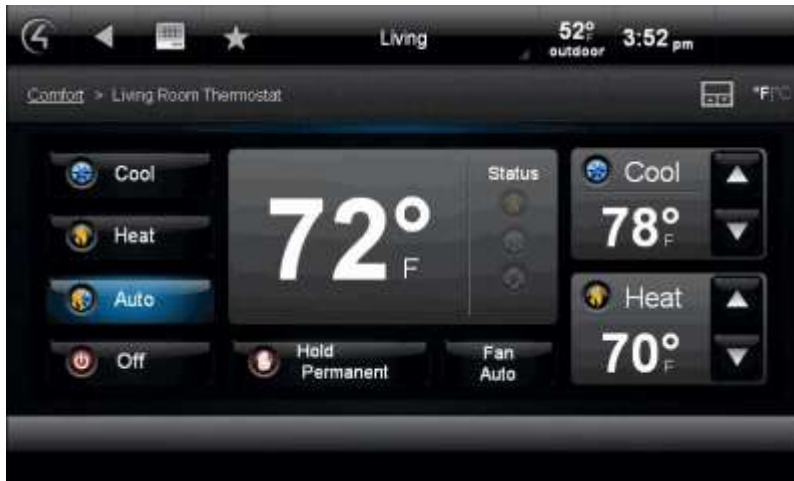 Living
52°F
outdoor
3:52 pm
Comfort > Living Room Thermostat
°F/°C
Cool
Heat
Auto
Off
72°F
Status
Hold
Permanent
Fan
Auto
Cool
78°F
Heat
70°F